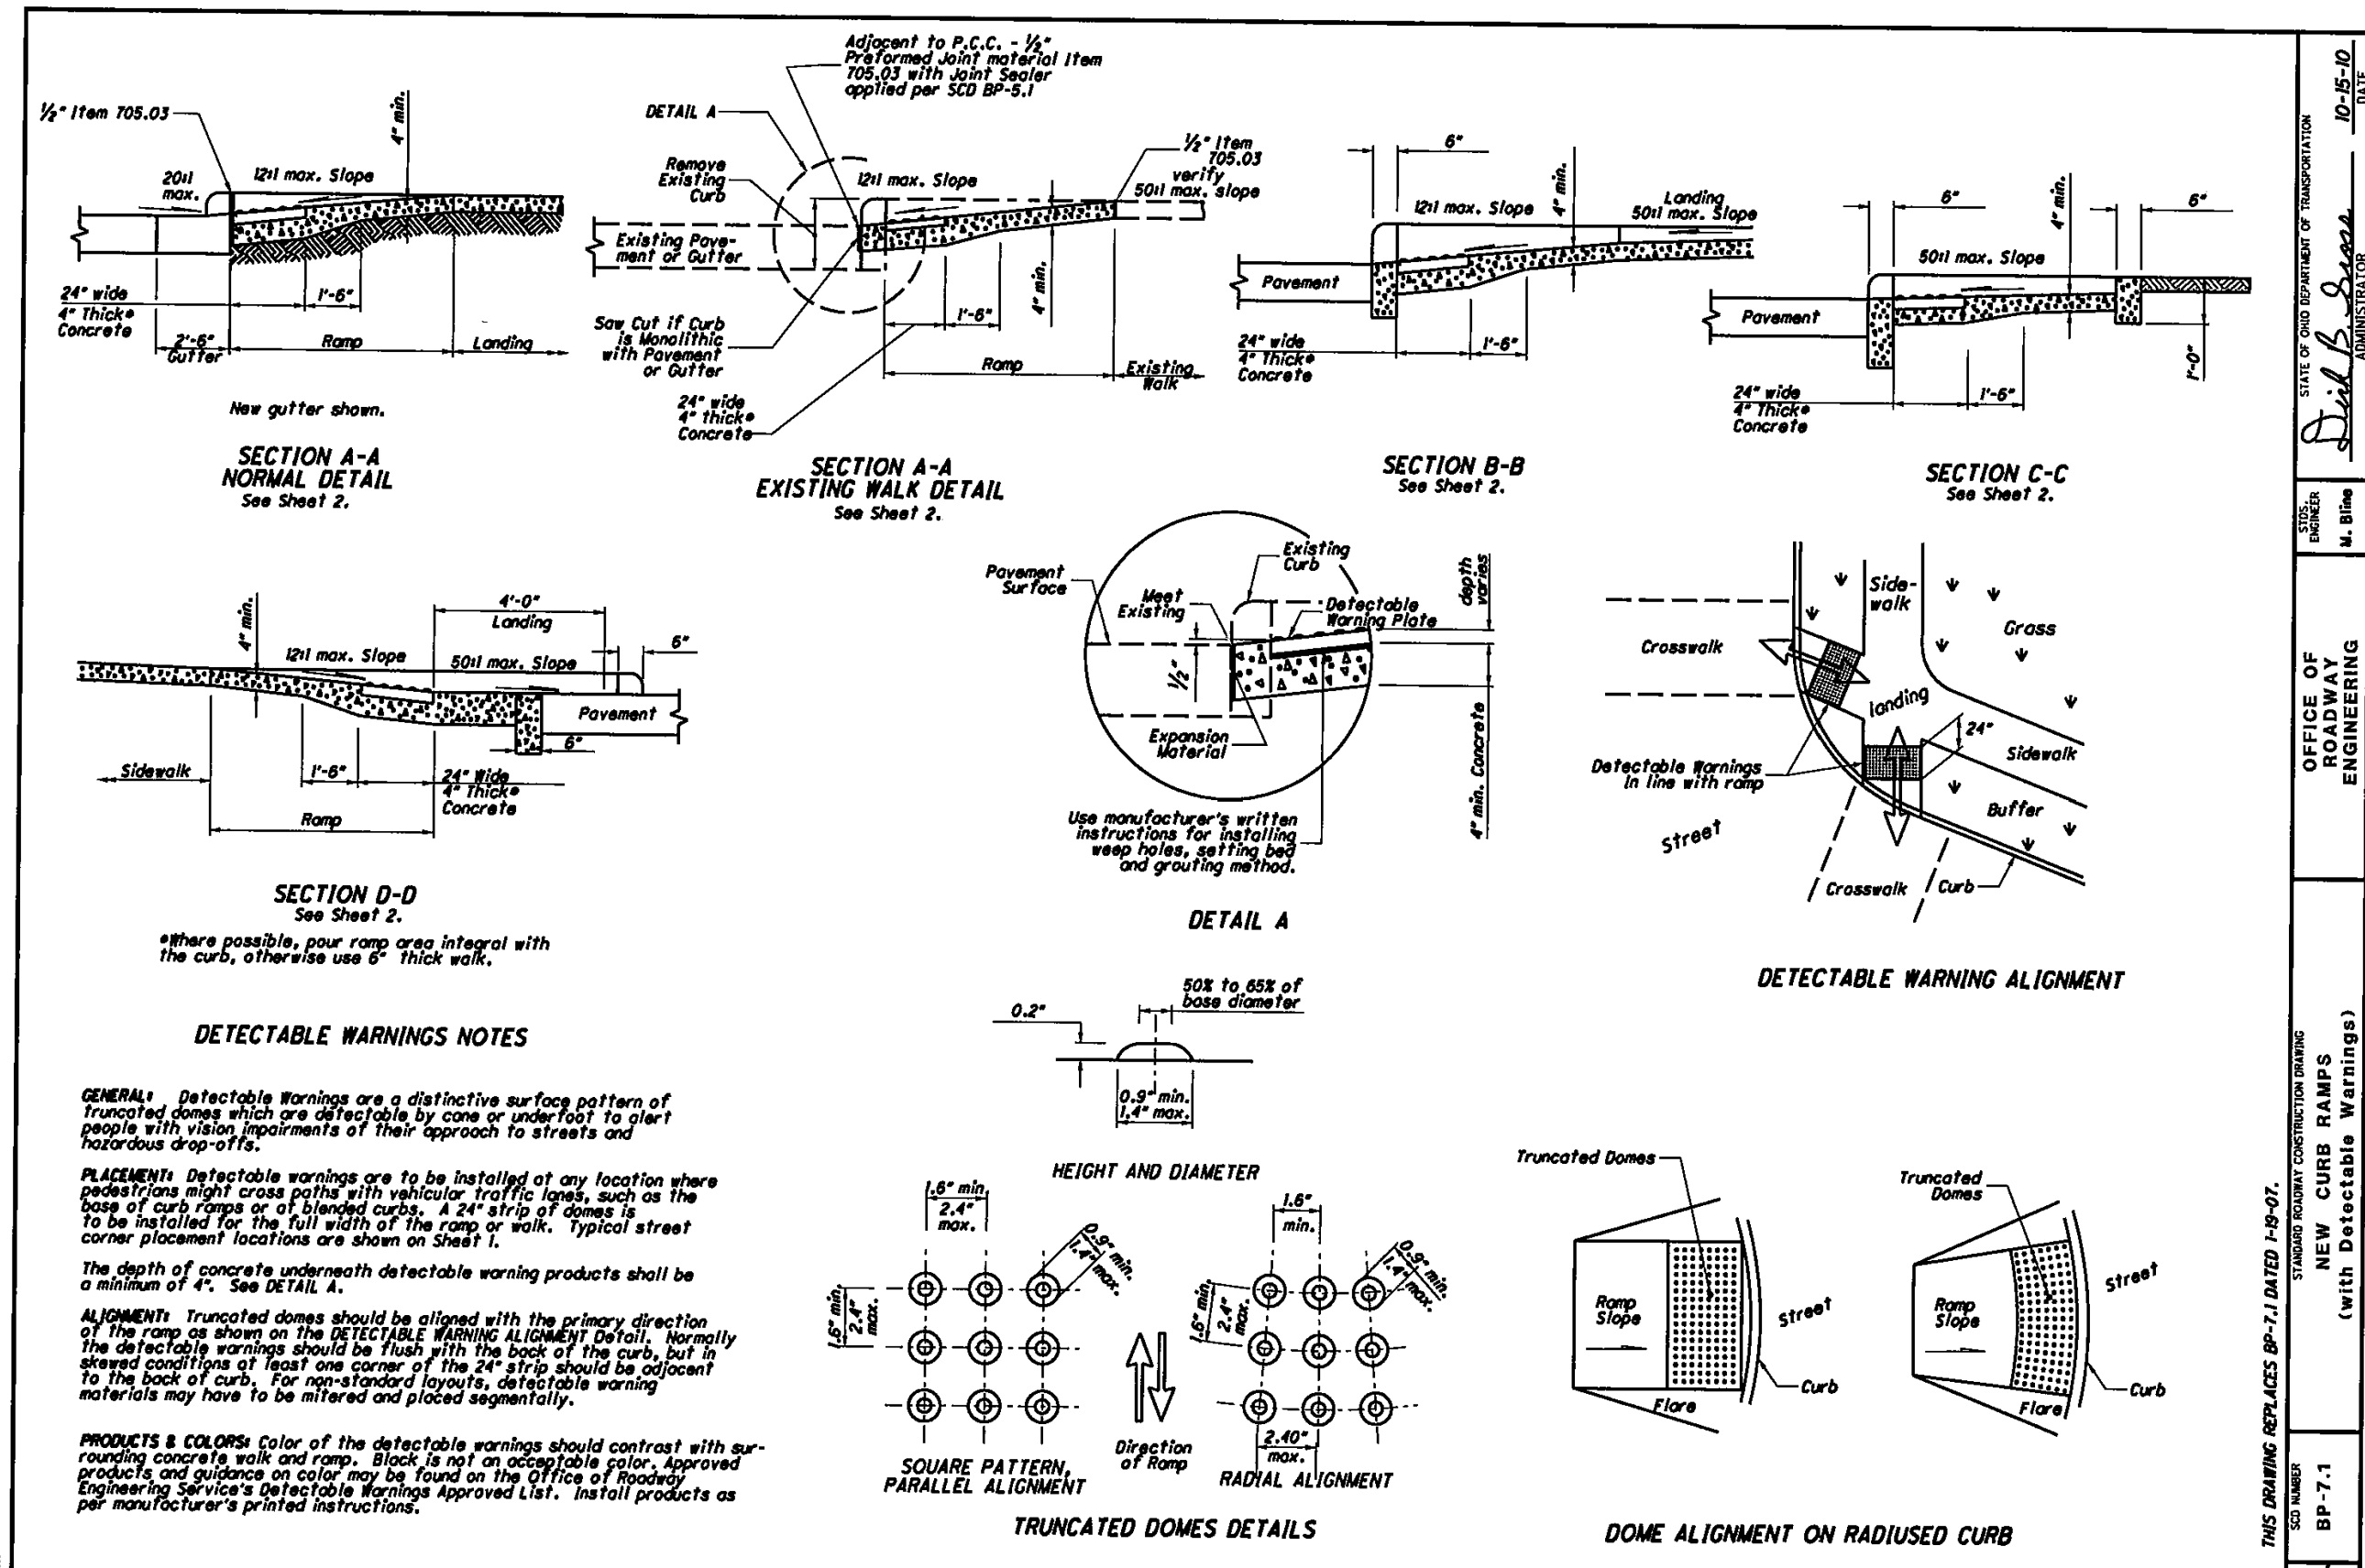 Adjacent to P.C.C. - 1/2"
Preformed Joint material Item
705.03 with Joint Sealer
applied per SCD BP-5.1
1/2" Item 705.03
20:1
max.
12:1 max. Slope
4" min.
24" wide
4" Thick*
Concrete
1'-6"
2'-6"
Gutter
Ramp
Landing
New gutter shown.
SECTION A-A
NORMAL DETAIL
See Sheet 2.
DETAIL A
Remove
Existing
Curb
12:1 max. Slope
1/2" Item
705.03
verify
50:1 max. slope
Existing Pave-
ment or Gutter
Saw Cut if Curb
is Monolithic
with Pavement
or Gutter
1'-6"
4" min.
Ramp
Existing
Walk
24" wide
4" thick*
Concrete
SECTION A-A
EXISTING WALK DETAIL
See Sheet 2.
6"
12:1 max. Slope
4" min.
Landing
50:1 max. Slope
Pavement
24" wide
4" Thick*
Concrete
1'-6"
SECTION B-B
See Sheet 2.
6"
4" min.
6"
50:1 max. Slope
Pavement
24" wide
4" Thick*
Concrete
1'-6"
1'-0"
SECTION C-C
See Sheet 2.
4" min.
4'-0"
Landing
12:1 max. Slope
50:1 max. Slope
6"
Pavement
6"
Sidewalk
1'-6"
24" Wide
4" Thick*
Concrete
Ramp
SECTION D-D
See Sheet 2.
*Where possible, pour ramp area integral with
the curb, otherwise use 6" thick walk.
Pavement
Surface
Existing
Curb
Meet
Existing
Detectable
Warning Plate
depth
varies
1/2"
Expansion
Material
4" min. Concrete
Use manufacturer's written
instructions for installing
weep holes, setting bed
and grouting method.
DETAIL A
Side-
walk
Grass
Crosswalk
landing
24"
Sidewalk
Detectable Warnings
In line with ramp
Buffer
Street
Crosswalk
Curb
DETECTABLE WARNING ALIGNMENT
DETECTABLE WARNINGS NOTES
GENERAL: Detectable Warnings are a distinctive surface pattern of
truncated domes which are detectable by cane or underfoot to alert
people with vision impairments of their approach to streets and
hazardous drop-offs.
PLACEMENT: Detectable warnings are to be installed at any location where
pedestrians might cross paths with vehicular traffic lanes, such as the
base of curb ramps or at blended curbs. A 24" strip of domes is
to be installed for the full width of the ramp or walk. Typical street
corner placement locations are shown on Sheet 1.
The depth of concrete underneath detectable warning products shall be
a minimum of 4". See DETAIL A.
ALIGNMENT: Truncated domes should be aligned with the primary direction
of the ramp as shown on the DETECTABLE WARNING ALIGNMENT Detail. Normally
the detectable warnings should be flush with the back of the curb, but in
skewed conditions at least one corner of the 24" strip should be adjacent
to the back of curb. For non-standard layouts, detectable warning
materials may have to be mitered and placed segmentally.
PRODUCTS & COLORS: Color of the detectable warnings should contrast with sur-
rounding concrete walk and ramp. Black is not an acceptable color. Approved
products and guidance on color may be found on the Office of Roadway
Engineering Service's Detectable Warnings Approved List. Install products as
per manufacturer's printed instructions.
50% to 65% of
base diameter
0.2"
0.9" min.
1.4" max.
HEIGHT AND DIAMETER
1.6" min.
2.4"
max.
0.9" min.
1.4" max.
1.6" min.
2.4"
max.
SQUARE PATTERN,
PARALLEL ALIGNMENT
Direction
of Ramp
1.6"
min.
0.9" min.
1.4" max.
1.6" min.
2.4"
max.
2.40"
max.
RADIAL ALIGNMENT
TRUNCATED DOMES DETAILS
Truncated Domes
Ramp
Slope
Street
Curb
Flare
Truncated
Domes
Ramp
Slope
Street
Curb
Flare
DOME ALIGNMENT ON RADIUSED CURB
THIS DRAWING REPLACES BP-7.1 DATED 1-19-07.
STATE OF OHIO DEPARTMENT OF TRANSPORTATION
10-15-10
DATE
ADMINISTRATOR
STDS.
ENGINEER
M. Bline
OFFICE OF
ROADWAY
ENGINEERING
STANDARD ROADWAY CONSTRUCTION DRAWING
NEW CURB RAMPS
(with Detectable Warnings)
SCD NUMBER
BP-7.1